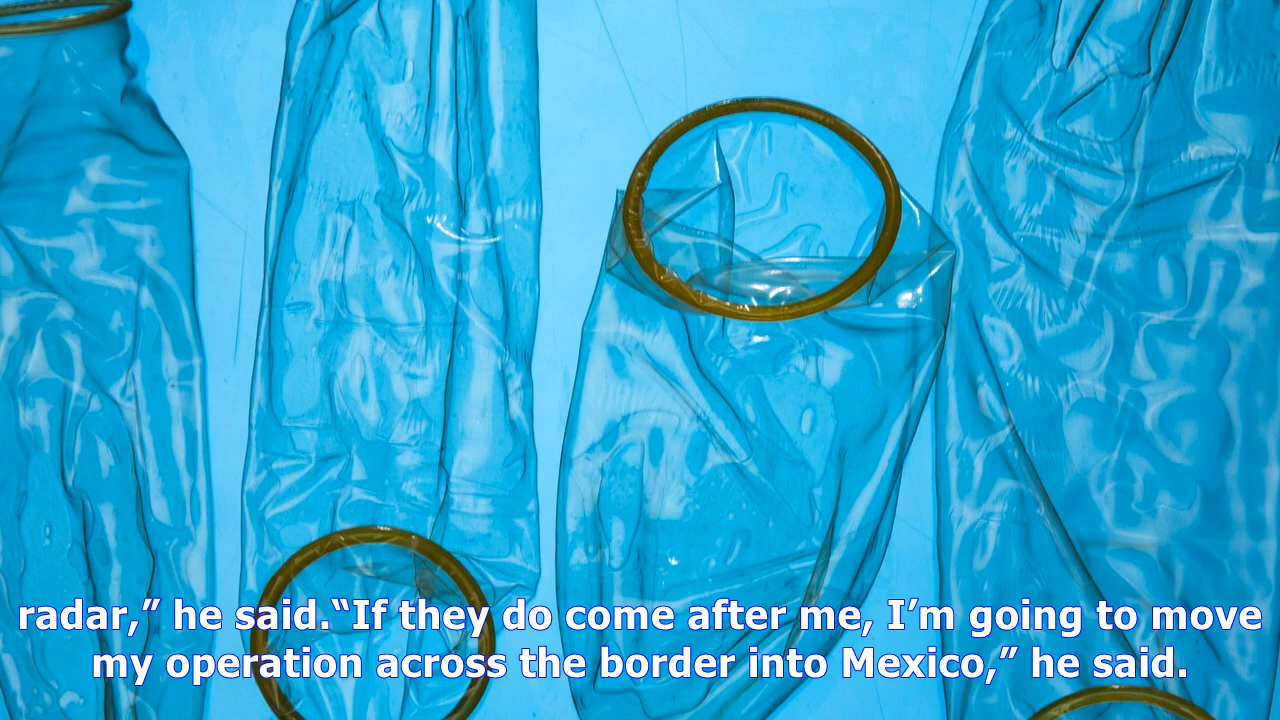 radar,” he said.“If they do come after me, I’m going to move
my operation across the border into Mexico,” he said.